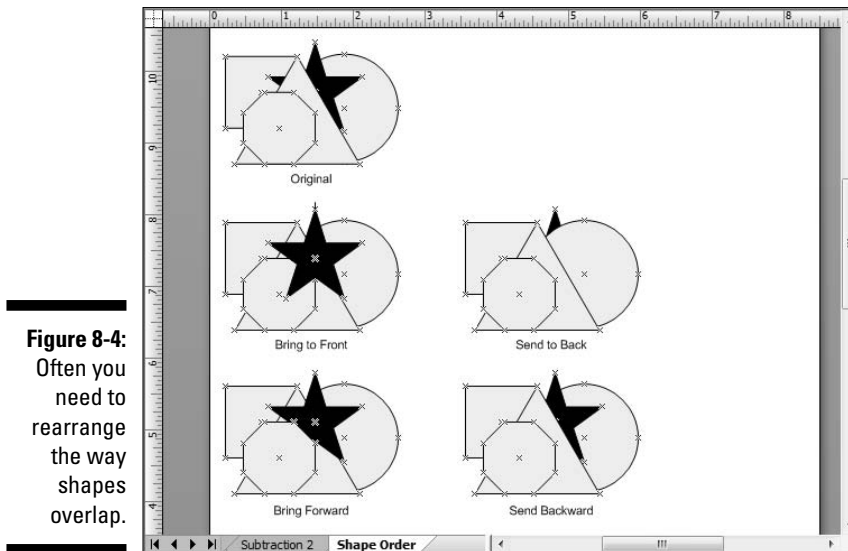 0 1 2 3 4 5 6 7 8
10
9
8
7
6
5
4
Original
Bring to Front
Send to Back
Bring Forward
Send Backward
Figure 8-4:
Often you
need to
rearrange
the way
shapes
overlap.
Subtraction 2 Shape Order